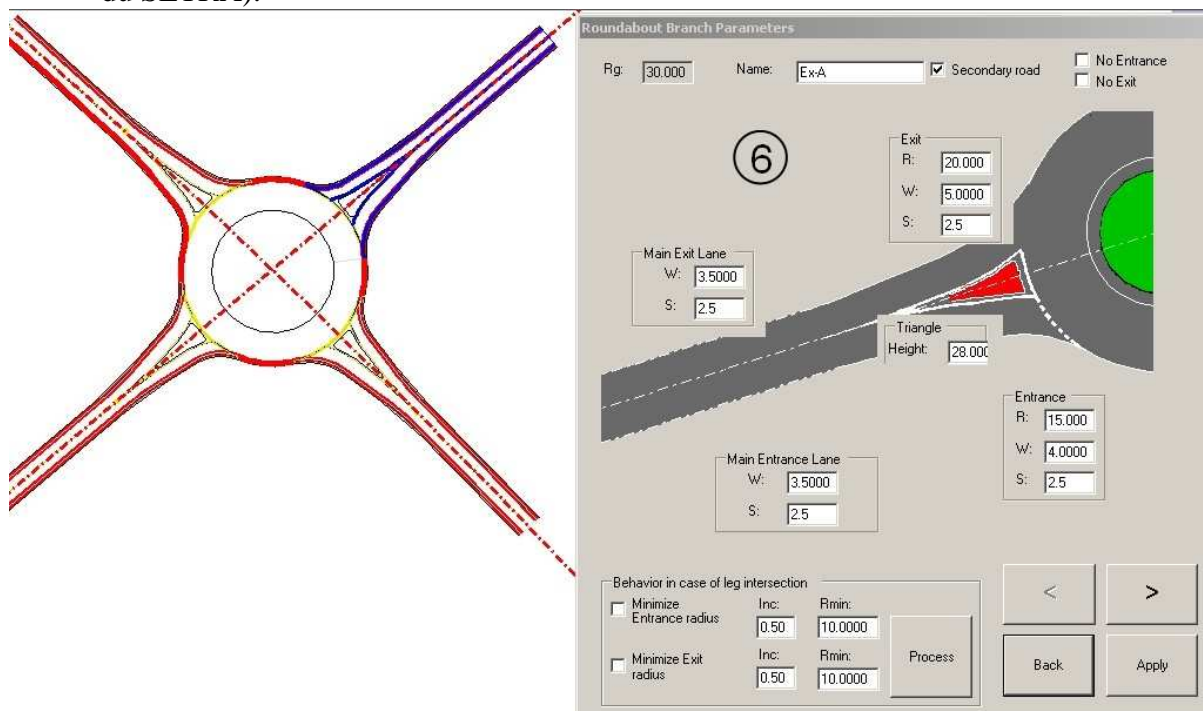 du SETRA).
Roundabout Branch Parameters
Rg: 30.000 Name: Ex-A Secondary road No Entrance
No Exit
6
Exit
R: 20.000
W: 5.0000
S: 2.5
Main Exit Lane
W: 3.5000
S: 2.5
Triangle
Height: 28.000
Entrance
R: 15.000
W: 4.0000
S: 2.5
Main Entrance Lane
W: 3.5000
S: 2.5
Behavior in case of leg intersection
Minimize Inc: Rmin:
Entrance radius 0.50 10.0000
Minimize Exit Inc: Rmin:
radius 0.50 10.0000
Process
< >
Back Apply